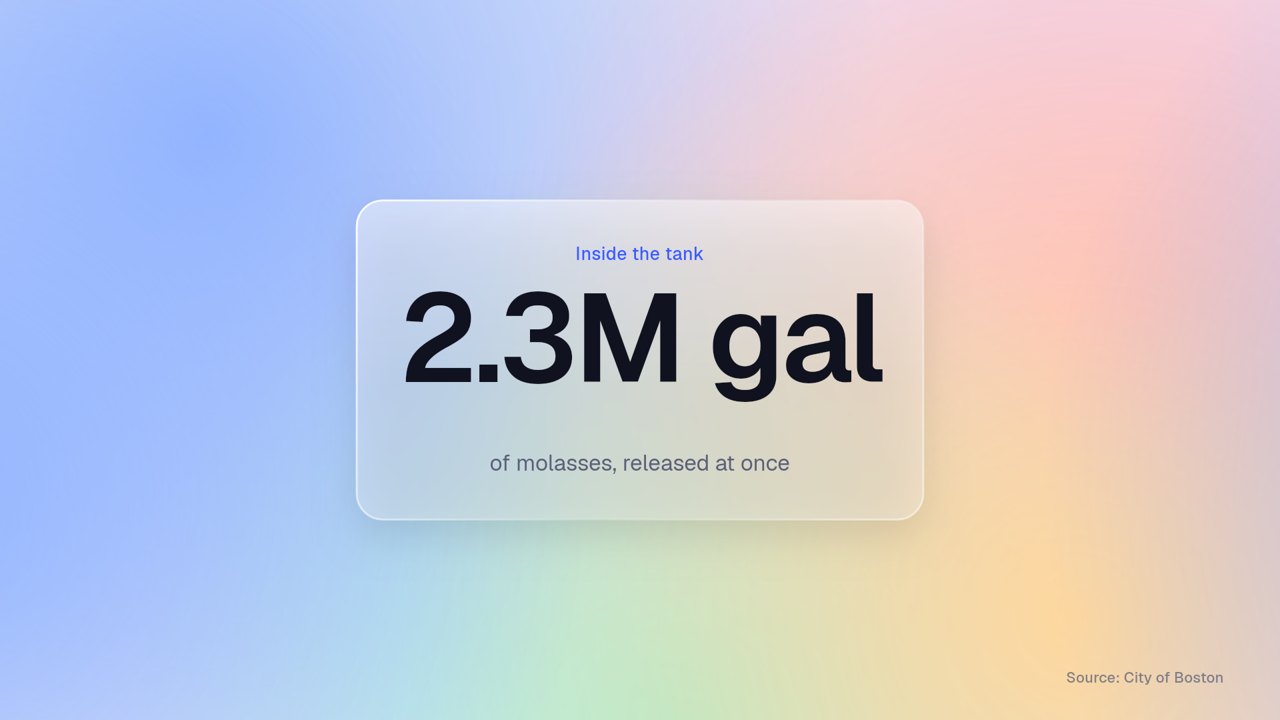 Inside the tank
2.3M gal
of molasses, released at once
Source: City of Boston